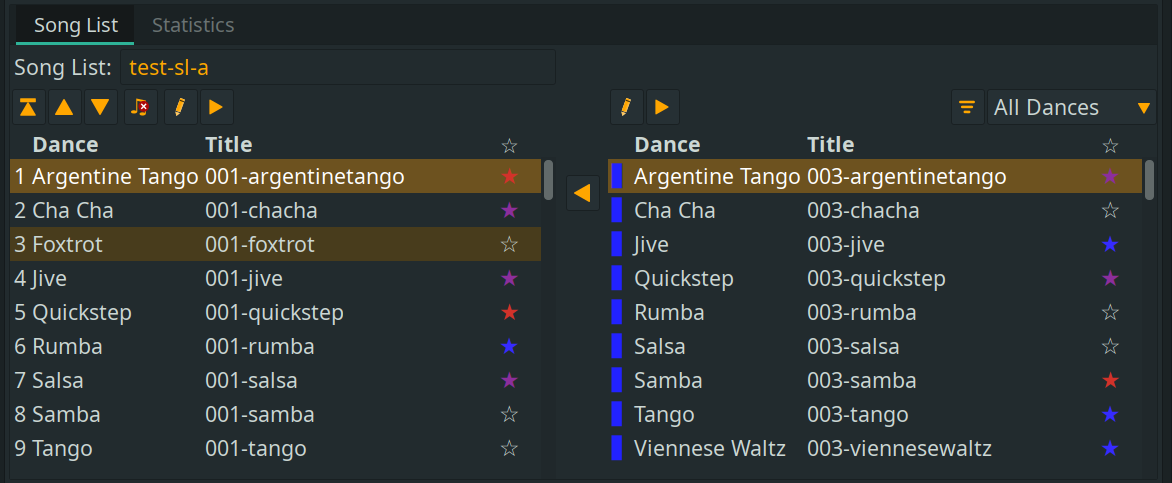 Song List Statistics
Song List: test-sl-a
All Dances
Dance Title
1 Argentine Tango 001-argentinetango
2 Cha Cha 001-chacha
3 Foxtrot 001-foxtrot
4 Jive 001-jive
5 Quickstep 001-quickstep
6 Rumba 001-rumba
7 Salsa 001-salsa
8 Samba 001-samba
9 Tango 001-tango
Dance Title
Argentine Tango 003-argentinetango
Cha Cha 003-chacha
Jive 003-jive
Quickstep 003-quickstep
Rumba 003-rumba
Salsa 003-salsa
Samba 003-samba
Tango 003-tango
Viennese Waltz 003-viennesewaltz